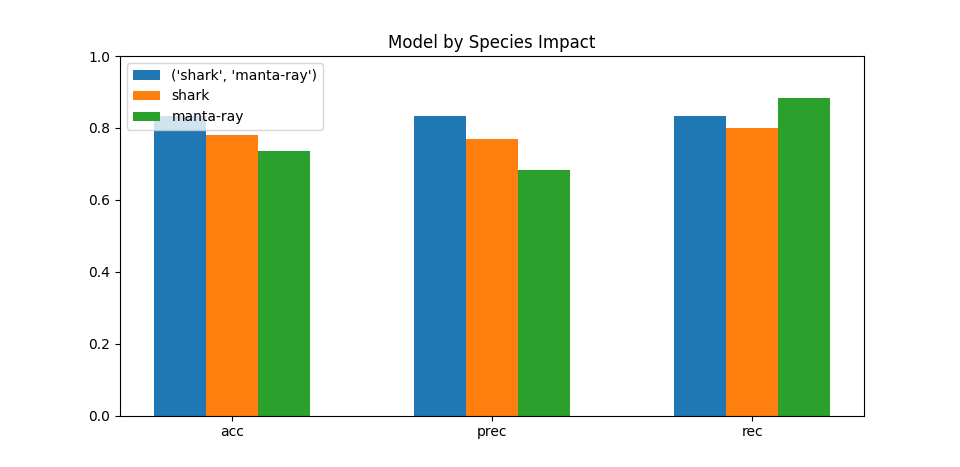 Model by Species Impact
1.0
0.8
0.6
0.4
0.2
0.0
('shark', 'manta-ray')
shark
manta-ray
acc prec rec